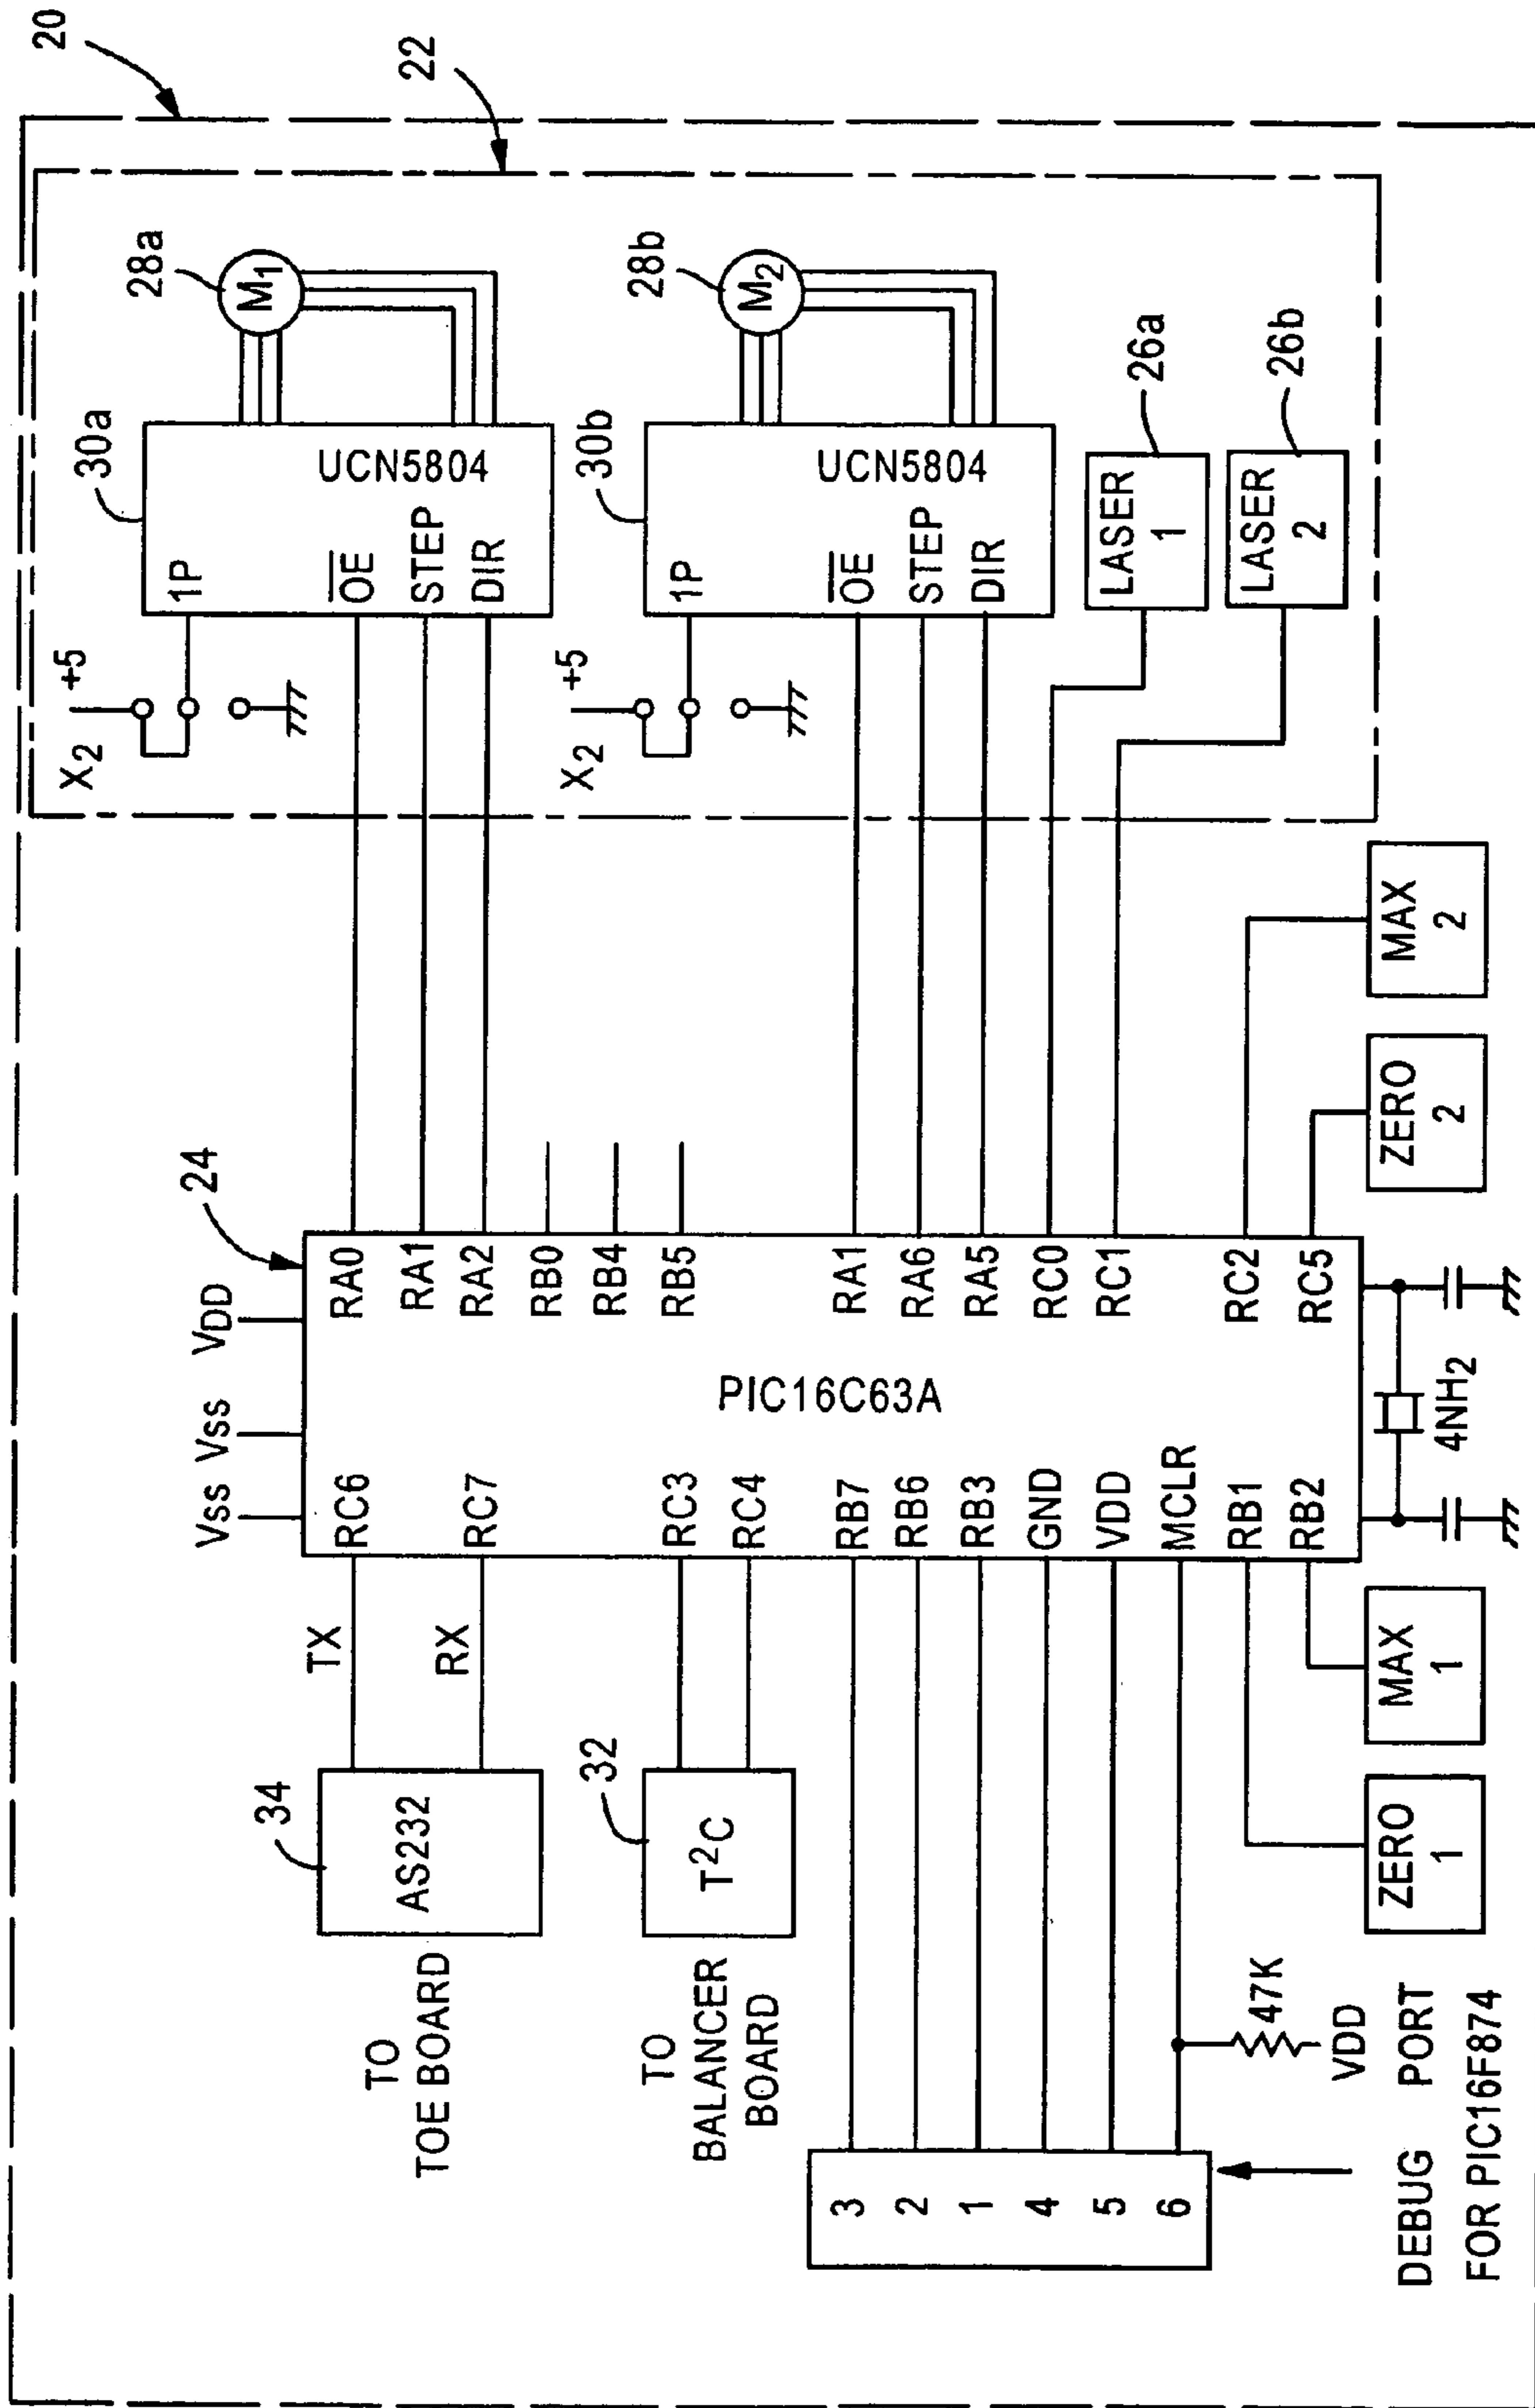 20
22
24
VSS
VSS
VDD
X2
+5
30a
1P
OE
STEP
DIR
UCN5804
28a
M1
X2
+5
30b
1P
OE
STEP
DIR
UCN5804
28b
M2
LASER
1
26a
LASER
2
26b
34
AS232
TX
RX
TO
TOE BOARD
32
T2C
TO
BALANCER
BOARD
RC6
RC7
RC3
RC4
RB7
RB6
RB3
GND
VDD
MCLR
RB1
RB2
PIC16C63A
RA0
RA1
RA2
RB0
RB4
RB5
RA1
RA6
RA5
RC0
RC1
RC2
RC5
3
2
1
4
5
6
47K
VDD
DEBUG PORT
FOR PIC16F874
ZERO
1
MAX
1
4NH2
ZERO
2
MAX
2